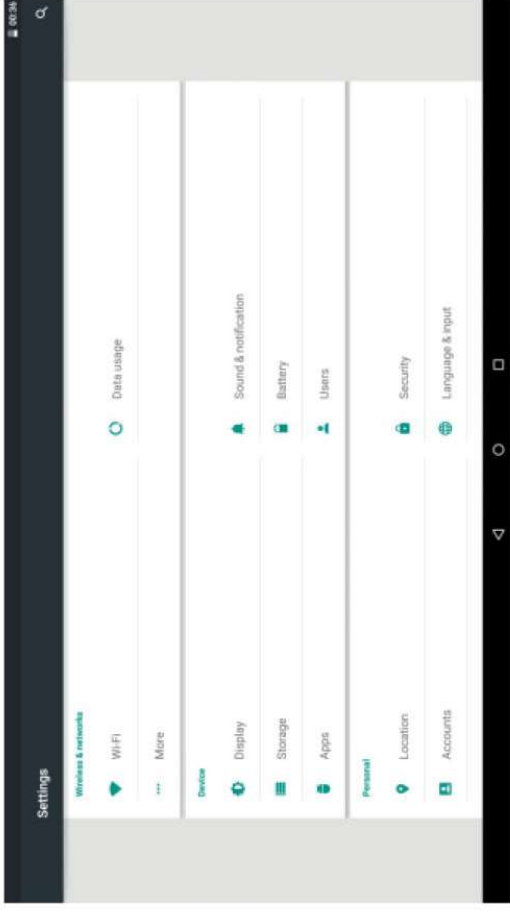 00:36
Settings
Wireless & networks
Wi-Fi
Data usage
More
Device
Display
Sound & notification
Storage
Battery
Apps
Users
Personal
Location
Security
Accounts
Language & input